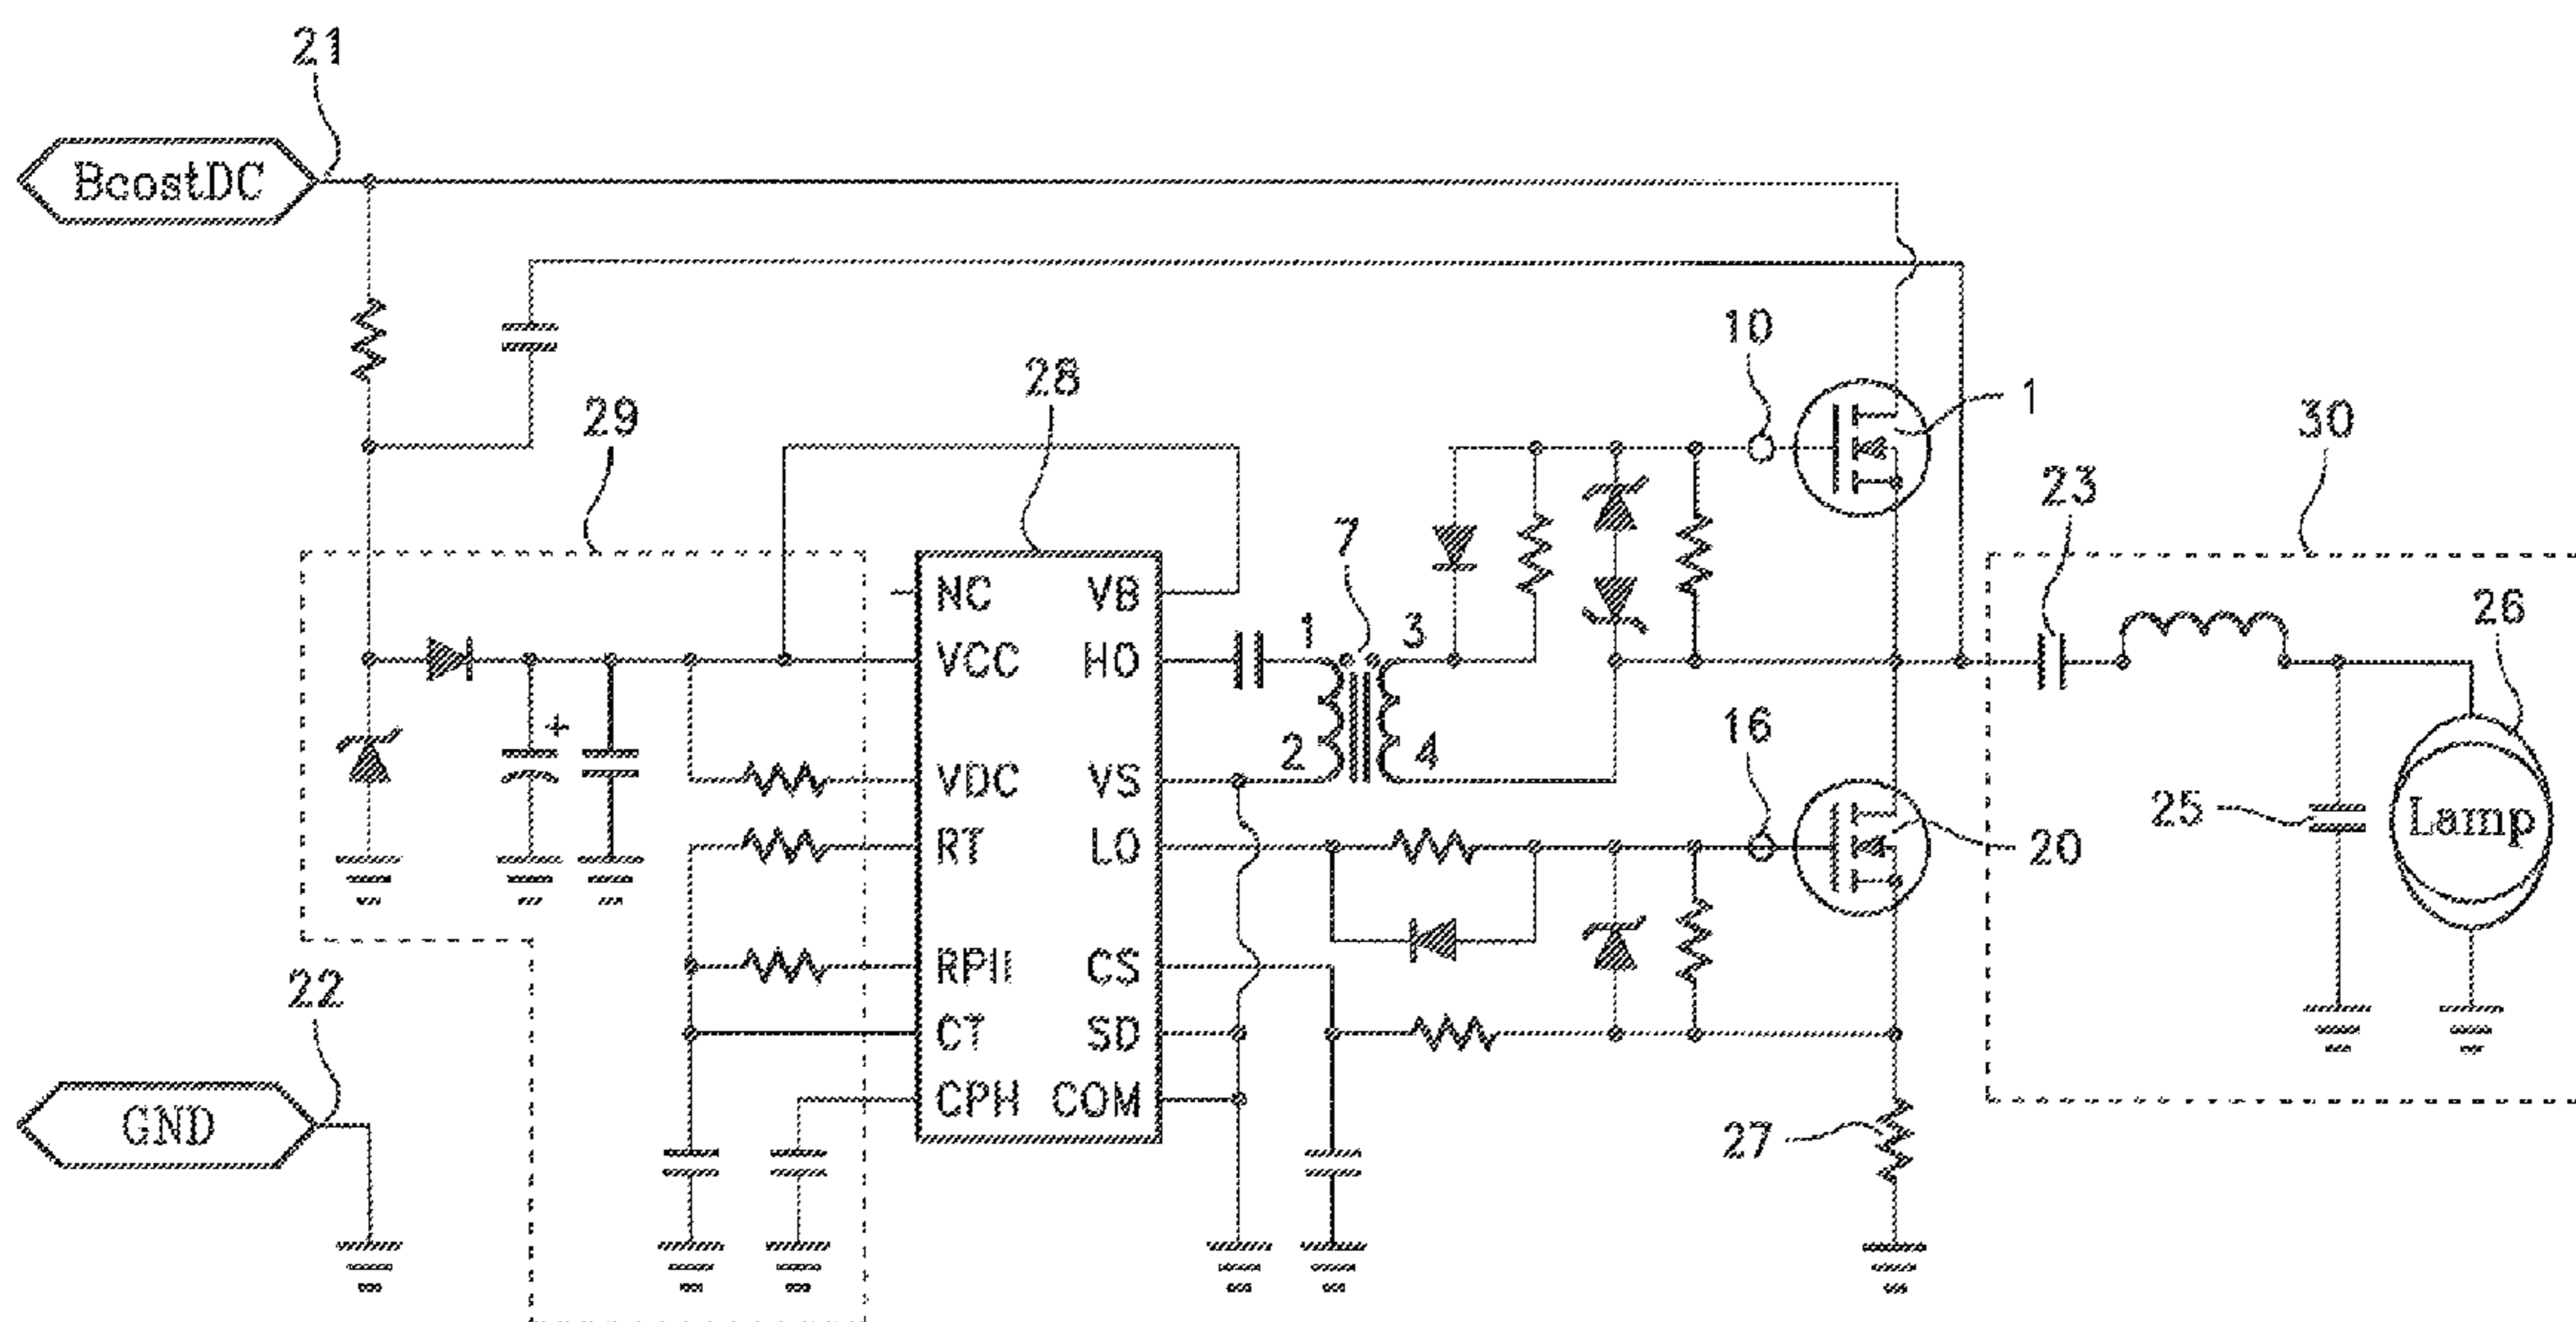 21
BcostDC
10
28
1
29
30
23
7
NC VB
26
1 3
VCC HO
16
2 4
VDC VS
25
Lamp
RT LO
20
RPH CS
22
CT SD
CPH COM
GND
27
+